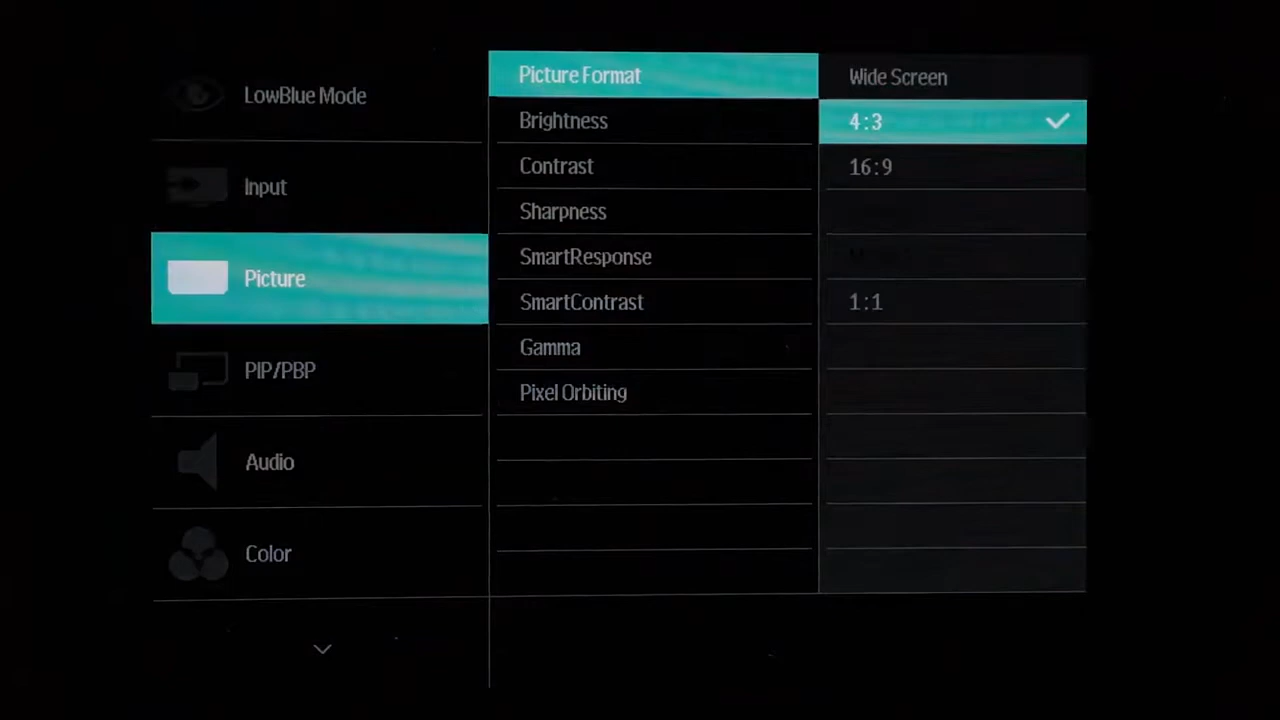 LowBlue Mode
Input
Picture
PIP/PBP
Audio
Color
Picture Format
Brightness
Contrast
Sharpness
SmartResponse
SmartContrast
Gamma
Pixel Orbiting
Wide Screen
4:3
16:9
1:1